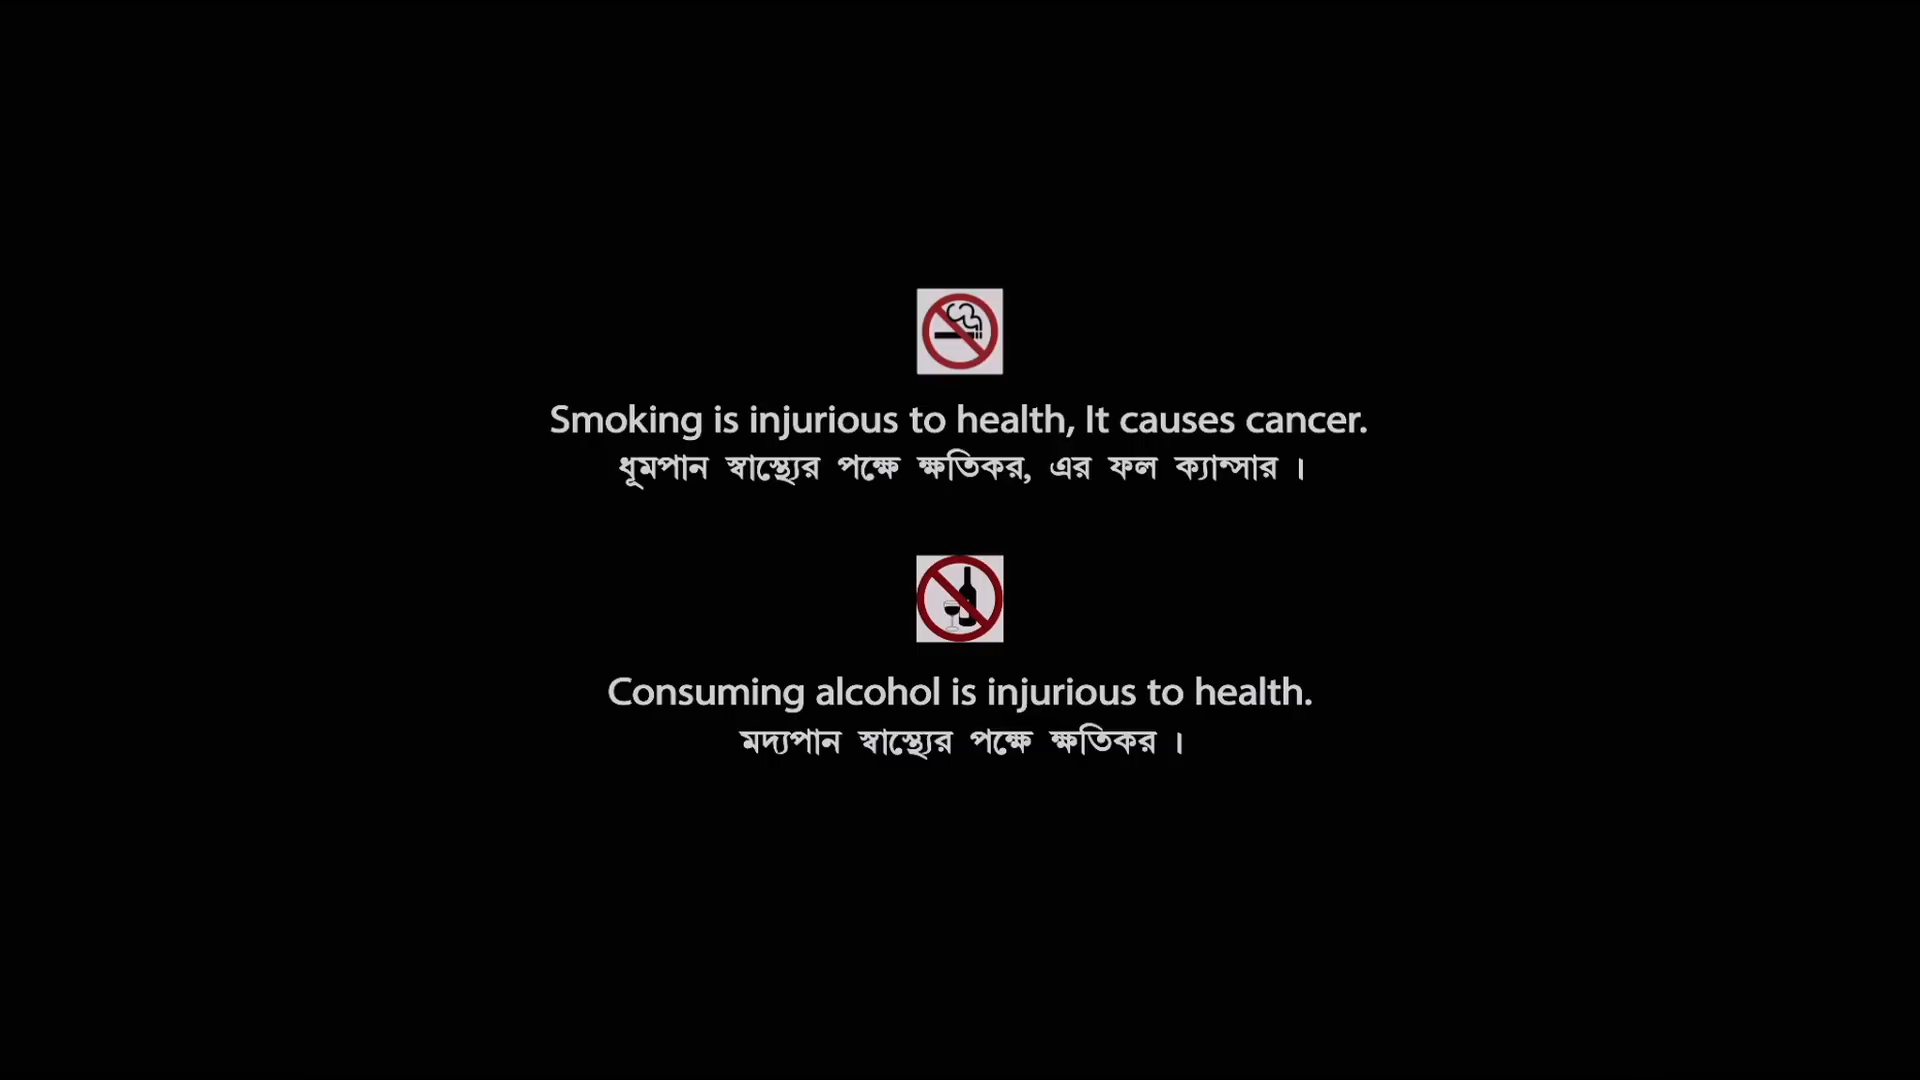 Smoking is injurious to health, It causes cancer.
ধূমপান স্বাস্থ্যের পক্ষে ক্ষতিকর, এর ফল ক্যান্সার ।
Consuming alcohol is injurious to health.
মদ্যপান স্বাস্থ্যের পক্ষে ক্ষতিকর ।